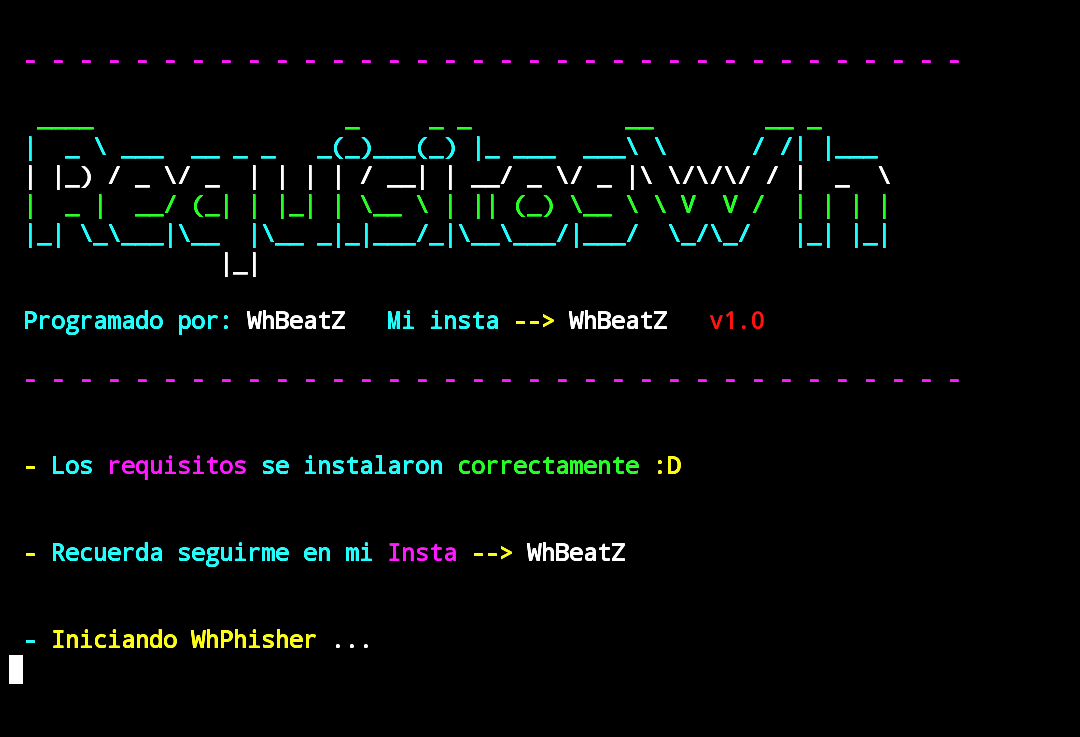 - - - - - - - - - - - - - - - - - - - - - - - - - - - - - - - - - -
RequisitosWh
Programado por: WhBeatZ Mi insta --> WhBeatZ v1.0
- - - - - - - - - - - - - - - - - - - - - - - - - - - - - - - - - -
- Los requisitos se instalaron correctamente :D
- Recuerda seguirme en mi Insta --> WhBeatZ
- Iniciando WhPhisher ...